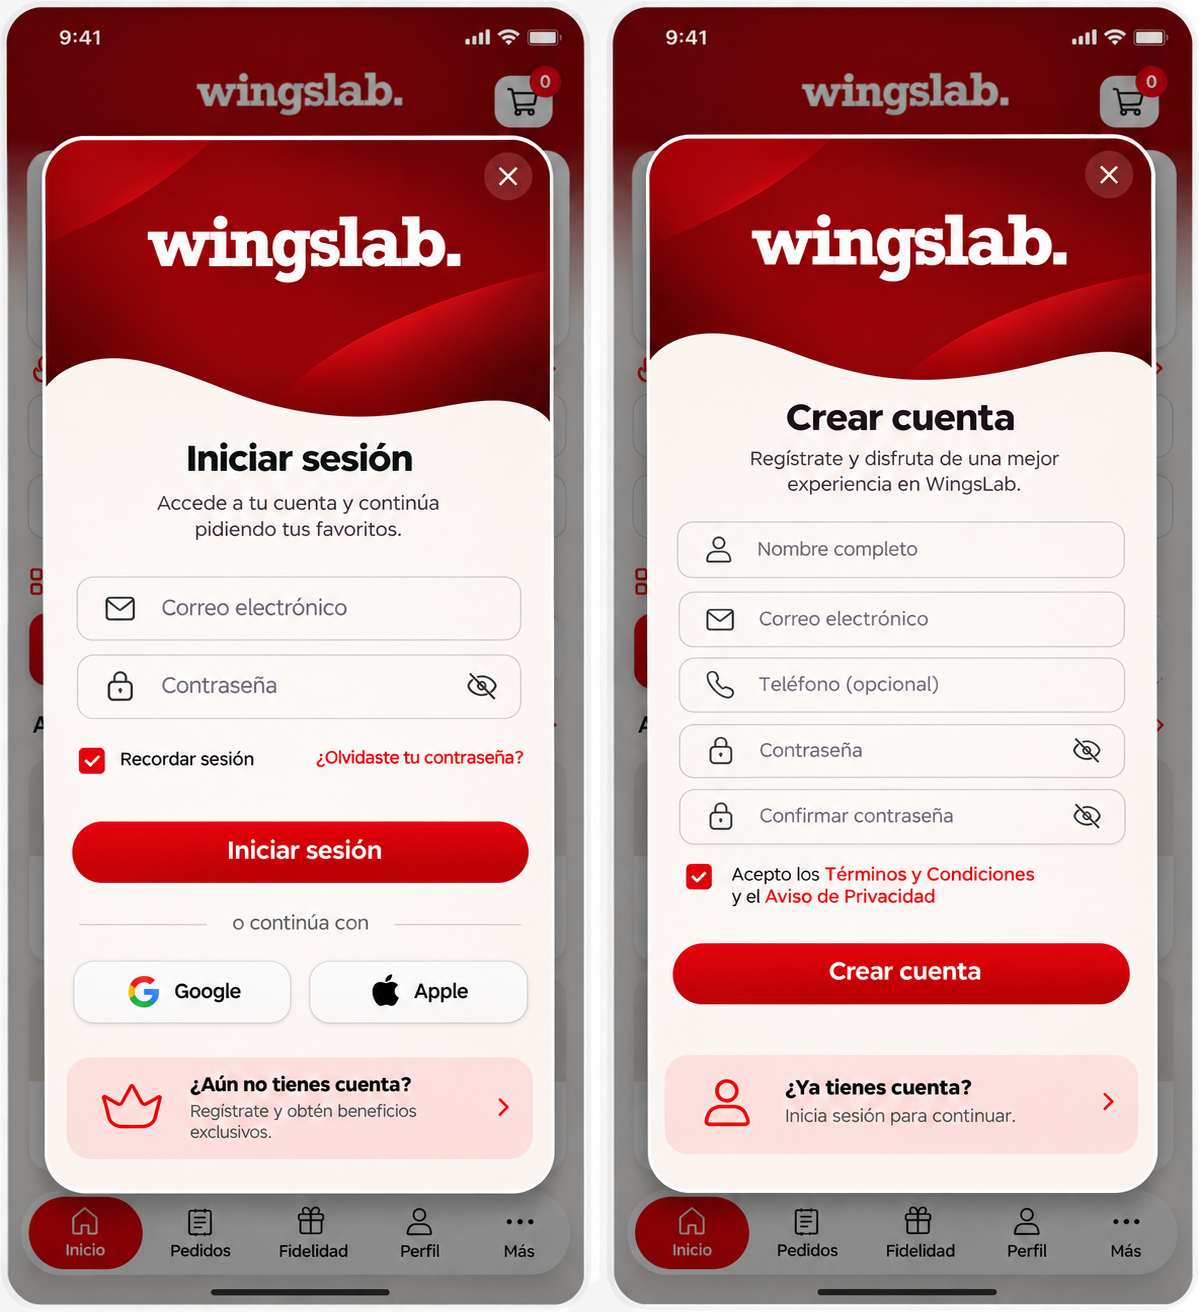 9:41
wingslab.
0
wingslab.
Iniciar sesión
Accede a tu cuenta y continúa
pidiendo tus favoritos.
Correo electrónico
Contraseña
Recordar sesión
¿Olvidaste tu contraseña?
Iniciar sesión
o continúa con
Google
Apple
¿Aún no tienes cuenta?
Regístrate y obtén beneficios
exclusivos.
Inicio
Pedidos
Fidelidad
Perfil
Más
9:41
wingslab.
0
wingslab.
Crear cuenta
Regístrate y disfruta de una mejor
experiencia en WingsLab.
Nombre completo
Correo electrónico
Teléfono (opcional)
Contraseña
Confirmar contraseña
Acepto los Términos y Condiciones
y el Aviso de Privacidad
Crear cuenta
¿Ya tienes cuenta?
Inicia sesión para continuar.
Inicio
Pedidos
Fidelidad
Perfil
Más